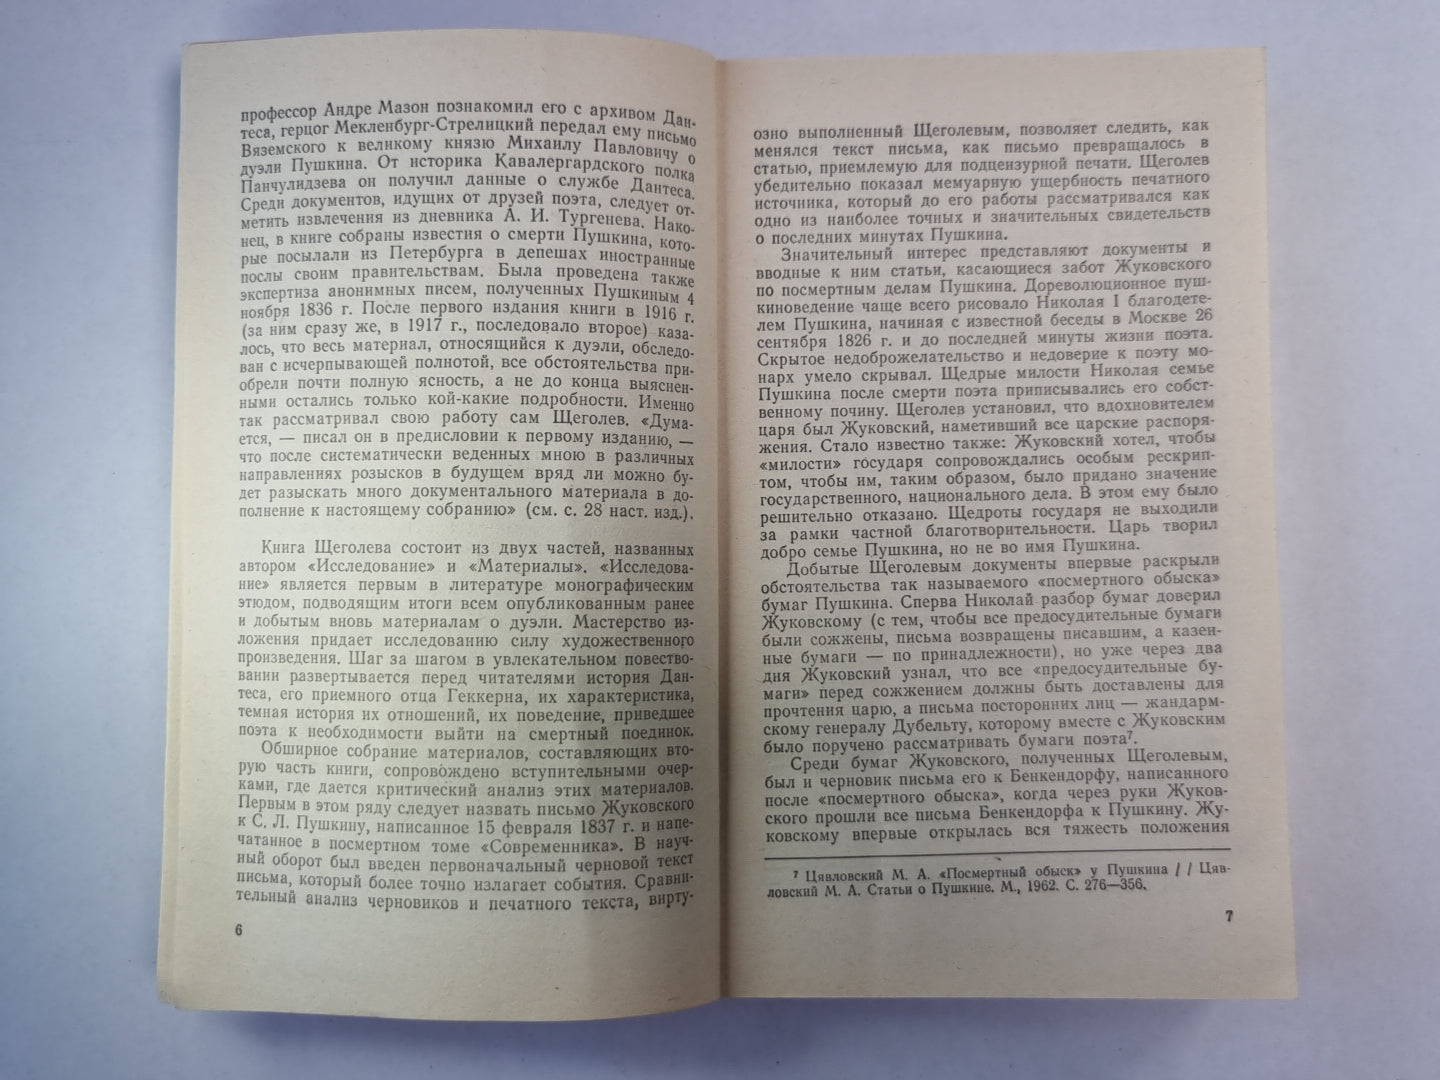 профессор Андре Мазон познакомил его с архивом Дан-
теса, герцог Мекленбург-Стрелицкий передал ему письмо
Вяземского к великому князю Михаилу Павловичу о
дуэли Пушкина. От историка Кавалергардского полка
Панчулидзева он получил данные о службе Дантеса.
Среди документов, идущих от друзей поэта, следует от-
метить извлечения из дневника А. И. Тургенева. Нако-
нец, в книге собраны известия о смерти Пушкина, кото-
рые посылали из Петербурга в депешах иностранные
послы своим правительствам. Была проведена также
экспертиза анонимных писем, полученных Пушкиным 4
ноября 1836 г. После первого издания книги в 1916 г.
(за ним сразу же, в 1917 г., последовало второе) каза-
лось, что весь материал, относящийся к дуэли, обследо-
ван с исчерпывающей полнотой, все обстоятельства при-
обрели почти полную ясность, а не до конца выяснен-
ными остались только кой-какие подробности. Именно
так рассматривал свою работу сам Щеголев. «Дума-
ется, — писал он в предисловии к первому изданию, —
что после систематически веденных мною в различных
направлениях розысков в будущем вряд ли можно бу-
дет разыскать много документального материала в до-
полнение к настоящему собранию» (см. с. 28 наст. изд.).
Книга Щеголева состоит из двух частей, названных
автором «Исследование» и «Материалы». «Исследова-
ние» является первым в литературе монографическим
этюдом, подводящим итоги всем опубликованным ранее
и добытым вновь материалам о дуэли. Мастерство из-
ложения придает исследованию силу художественного
произведения. Шаг за шагом в увлекательном повество-
вании развертывается перед читателями история Дан-
теса, его приемного отца Геккерна, их характеристика,
темная история их отношений, их поведение, приведшее
поэта к необходимости выйти на смертный поединок.
Обширное собрание материалов, составляющих вто-
рую часть книги, сопровождено вступительными очер-
ками, где дается критический анализ этих материалов.
Первым в этом ряду следует назвать письмо Жуковского
к С. Л. Пушкину, написанное 15 февраля 1837 г. и напе-
чатанное в посмертном томе «Современника». В науч-
ный оборот был введен первоначальный черновой текст
письма, который более точно излагает события. Сравни-
тельный анализ черновиков и печатного текста, вирту-
6
озно выполненный Щеголевым, позволяет следить, как
менялся текст письма, как письмо превращалось в
статью, приемлемую для подцензурной печати. Щеголев
убедительно показал мемуарную ущербность печатного
источника, который до его работы рассматривался как
одно из наиболее точных и значительных свидетельств
о последних минутах Пушкина.
Значительный интерес представляют документы и
вводные к ним статьи, касающиеся забот Жуковского
по посмертным делам Пушкина. Дореволюционное пуш-
киноведение чаще всего рисовало Николая I благодете-
лем Пушкина, начиная с известной беседы в Москве 26
сентября 1826 г. и до последней минуты жизни поэта.
Скрытое недоброжелательство и недоверие к поэту мо-
нарх умело скрывал. Щедрые милости Николая семье
Пушкина после смерти поэта приписывались его собст-
венному почину. Щеголев установил, что вдохновителем
царя был Жуковский, наметивший все царские распоря-
жения. Стало известно также: Жуковский хотел, чтобы
«милости» государя сопровождались особым рескрип-
том, чтобы им, таким образом, было придано значение
государственного, национального дела. В этом ему было
решительно отказано. Щедроты государя не выходили
за рамки частной благотворительности. Царь творил
добро семье Пушкина, но не во имя Пушкина.
Добытые Щеголевым документы впервые раскрыли
обстоятельства так называемого «посмертного обыска»
бумаг Пушкина. Сперва Николай разбор бумаг доверил
Жуковскому (с тем, чтобы все предосудительные бумаги
были сожжены, письма возвращены писавшим, а казен-
ные бумаги — по принадлежности), но уже через два
дня Жуковский узнал, что все «предосудительные бу-
маги» перед сожжением должны быть доставлены для
прочтения царю, а письма посторонних лиц — жандарм-
скому генералу Дубельту, которому вместе с Жуковским
было поручено рассматривать бумаги поэта⁷.
Среди бумаг Жуковского, полученных Щеголевым,
был и черновик письма его к Бенкендорфу, написанного
после «посмертного обыска», когда через руки Жуков-
ского прошли все письма Бенкендорфа к Пушкину. Жу-
ковскому впервые открылась вся тяжесть положения
⁷ Цявловский М. А. «Посмертный обыск» у Пушкина / / Цяв-
ловский М. А. Статьи о Пушкине. М., 1962. С. 276—356.
7